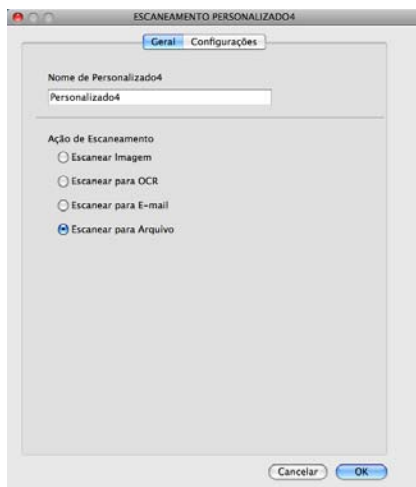 ESCANEAMENTO PERSONALIZADO4
Geral Configurações
Nome de Personalizado4
Personalizado4
Ação de Escaneamento
Escanear Imagem
Escanear para OCR
Escanear para E-mail
Escanear para Arquivo
Cancelar OK